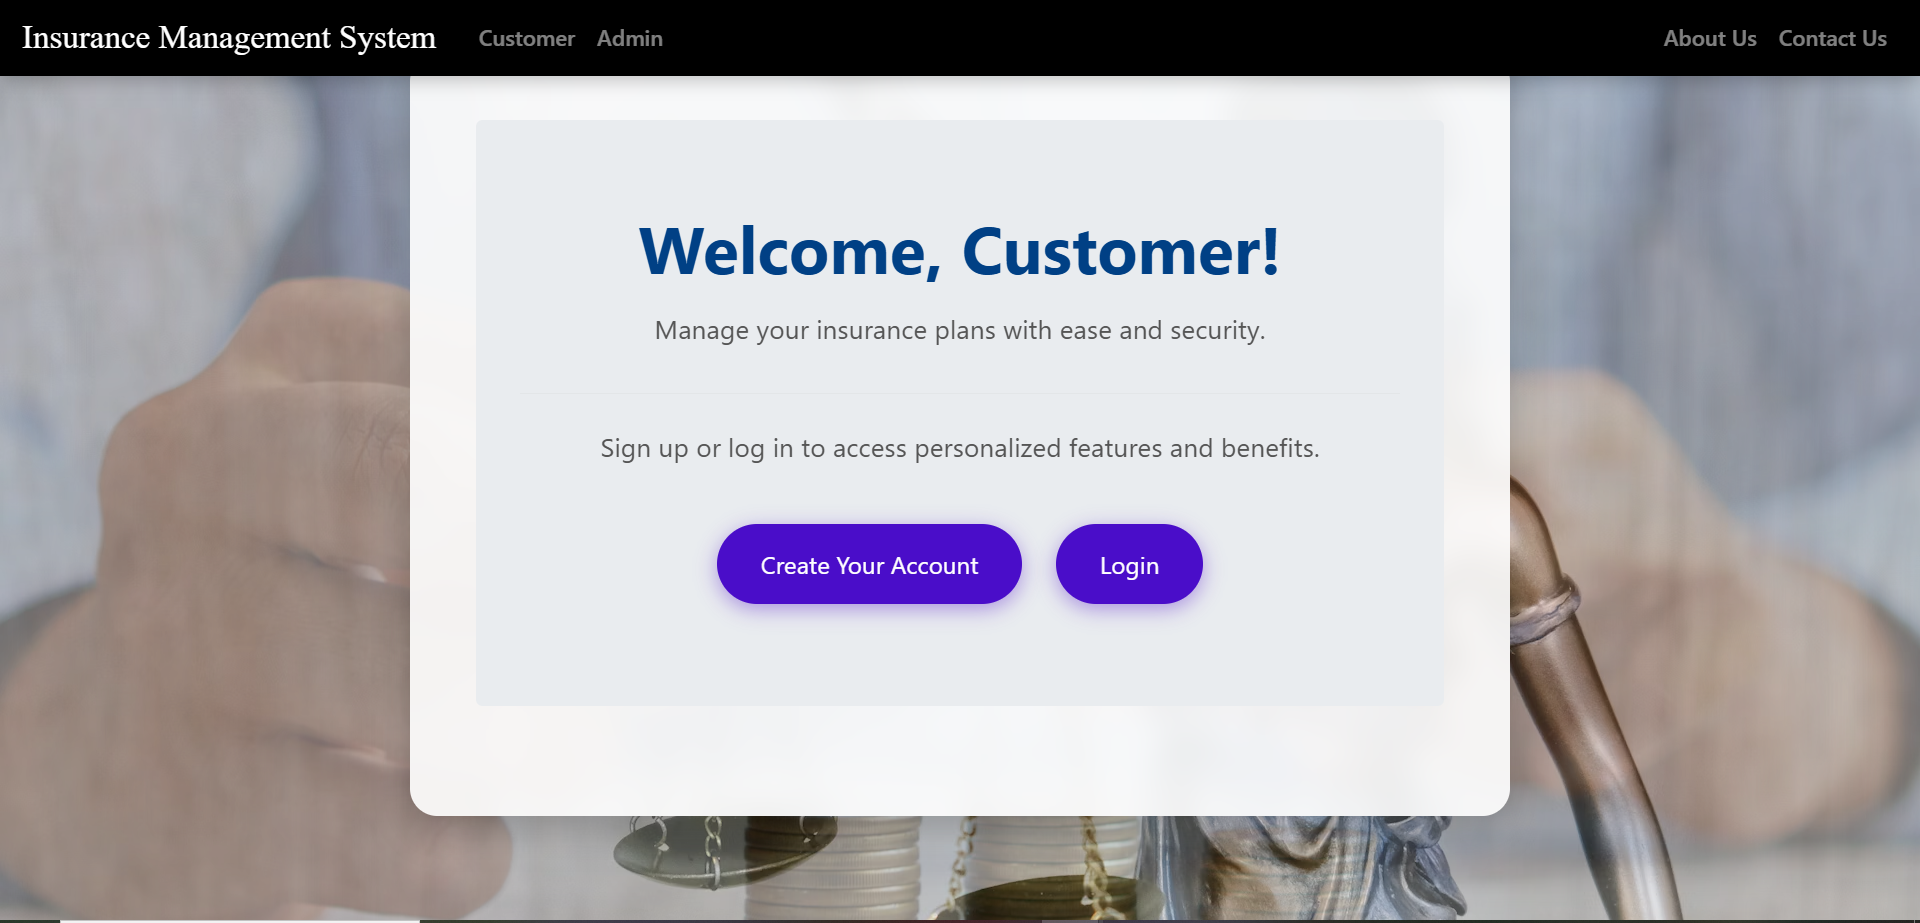 Insurance Management System Customer Admin About Us Contact Us
Welcome, Customer!
Manage your insurance plans with ease and security.
Sign up or log in to access personalized features and benefits.
Create Your Account Login